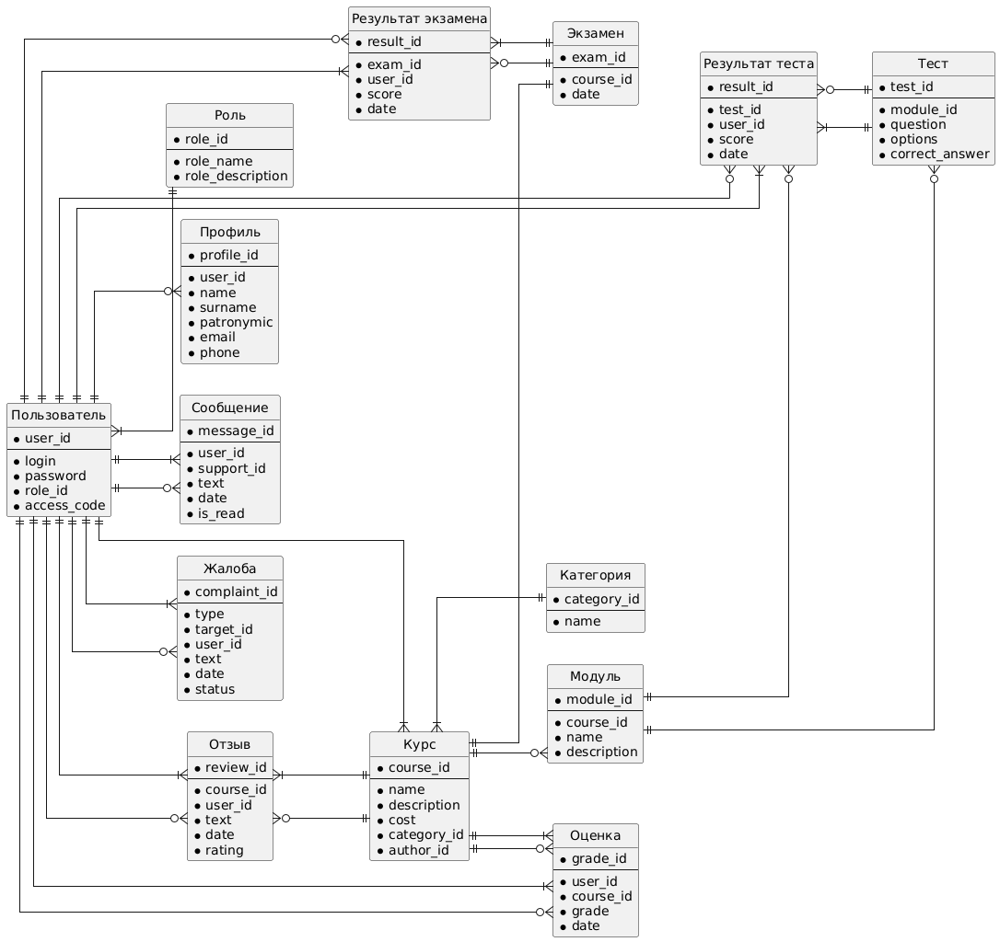 Результат экзамена
result_id
exam_id
user_id
score
date
Экзамен
exam_id
course_id
date
Результат теста
result_id
test_id
user_id
score
date
Тест
test_id
module_id
question
options
correct_answer
Роль
role_id
role_name
role_description
Профиль
profile_id
user_id
name
surname
patronymic
email
phone
Пользователь
user_id
login
password
role_id
access_code
Сообщение
message_id
user_id
support_id
text
date
is_read
Жалоба
complaint_id
type
target_id
user_id
text
date
status
Категория
category_id
name
Модуль
module_id
course_id
name
description
Отзыв
review_id
course_id
user_id
text
date
rating
Курс
course_id
name
description
cost
category_id
author_id
Оценка
grade_id
user_id
course_id
grade
date